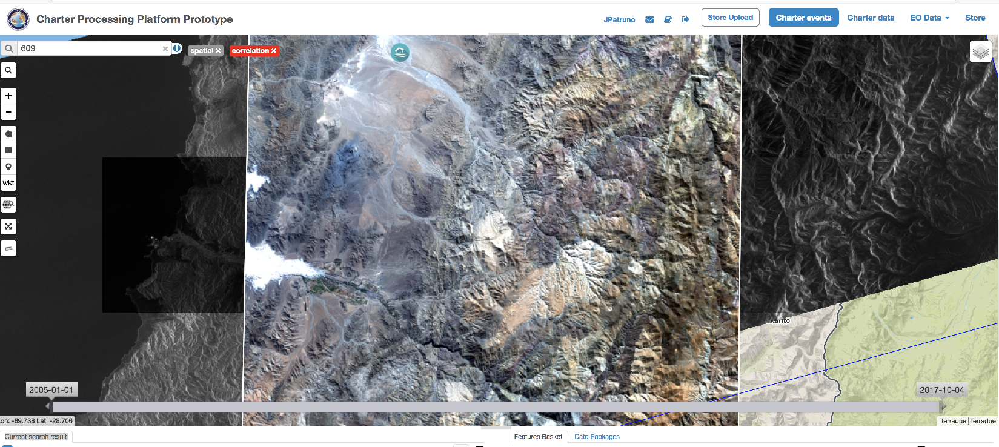 Charter Processing Platform Prototype
JPatruno
Store Upload
Charter events
Charter data
EO Data
Store
609
spatial ×
correlation ×
+
−
wkt
2005-01-01
2017-10-04
on: -69.738 Lat: -28.706
Terradue | Terradue
Current search result
Features Basket
Data Packages